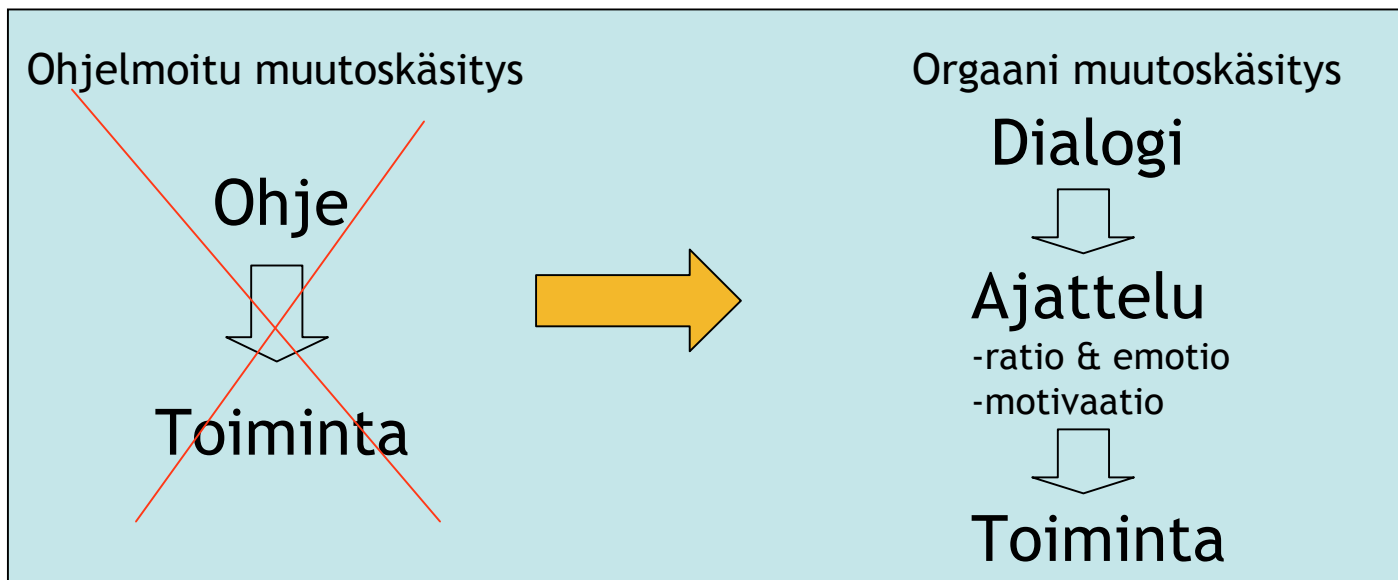 Ohjelmoitu muutoskäsitys
Ohje
Toiminta
Orgaani muutoskäsitys
Dialogi
Ajattelu
-ratio & emotio
-motivaatio
Toiminta